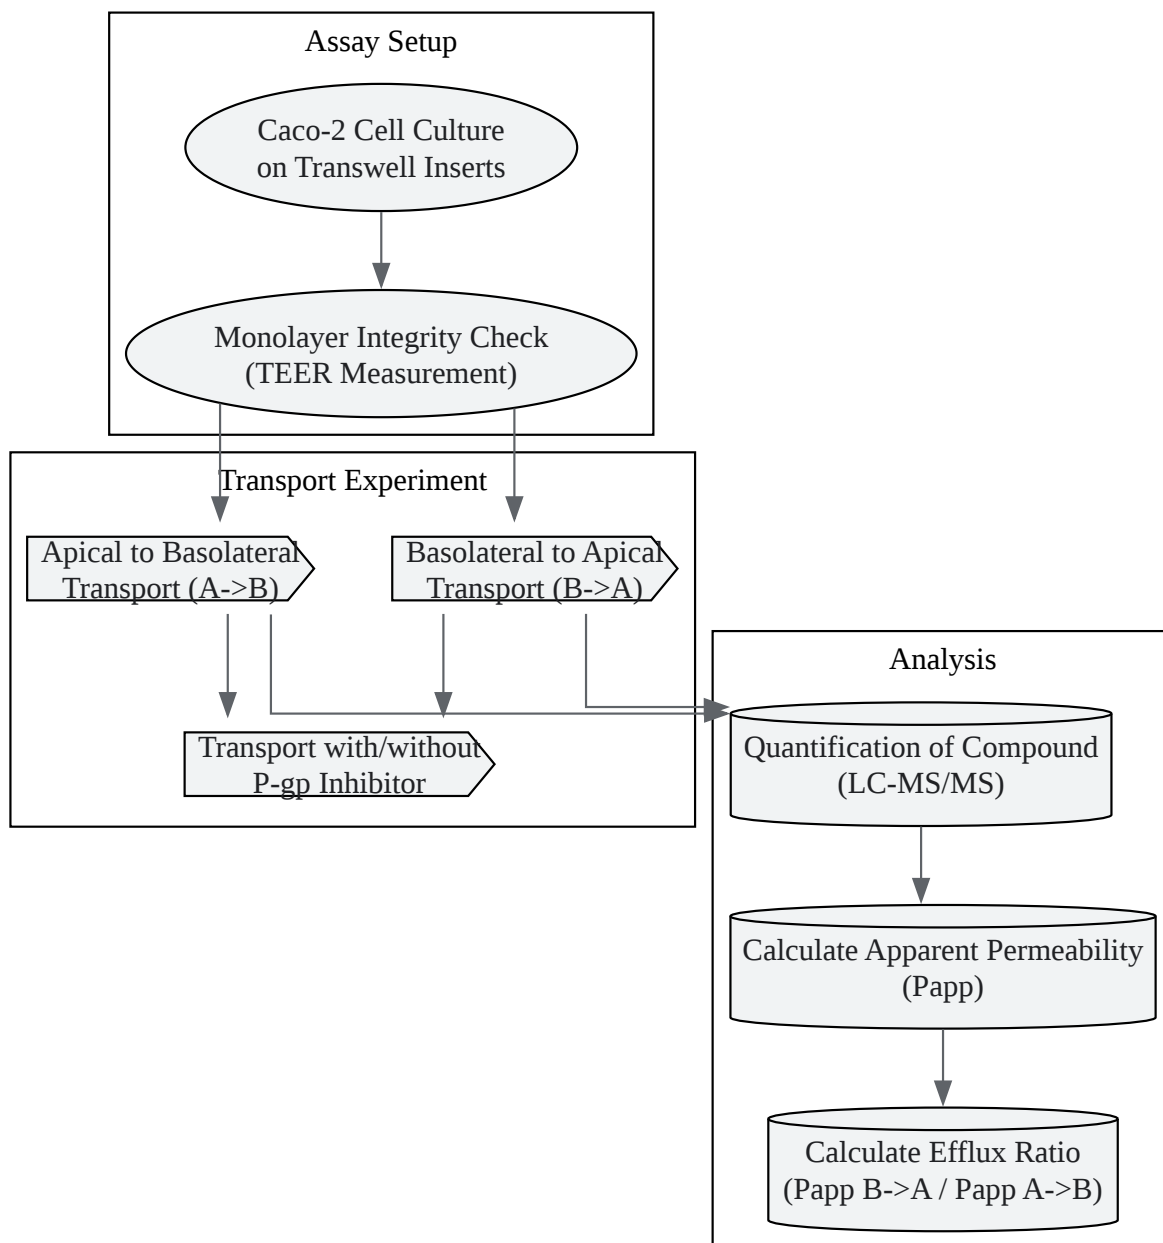 Assay Setup
Caco-2 Cell Culture
on Transwell Inserts
Monolayer Integrity Check
(TEER Measurement)
Transport Experiment
Apical to Basolateral
Transport (A->B)
Basolateral to Apical
Transport (B->A)
Transport with/without
P-gp Inhibitor
Analysis
Quantification of Compound
(LC-MS/MS)
Calculate Apparent Permeability
(Papp)
Calculate Efflux Ratio
(Papp B->A / Papp A->B)